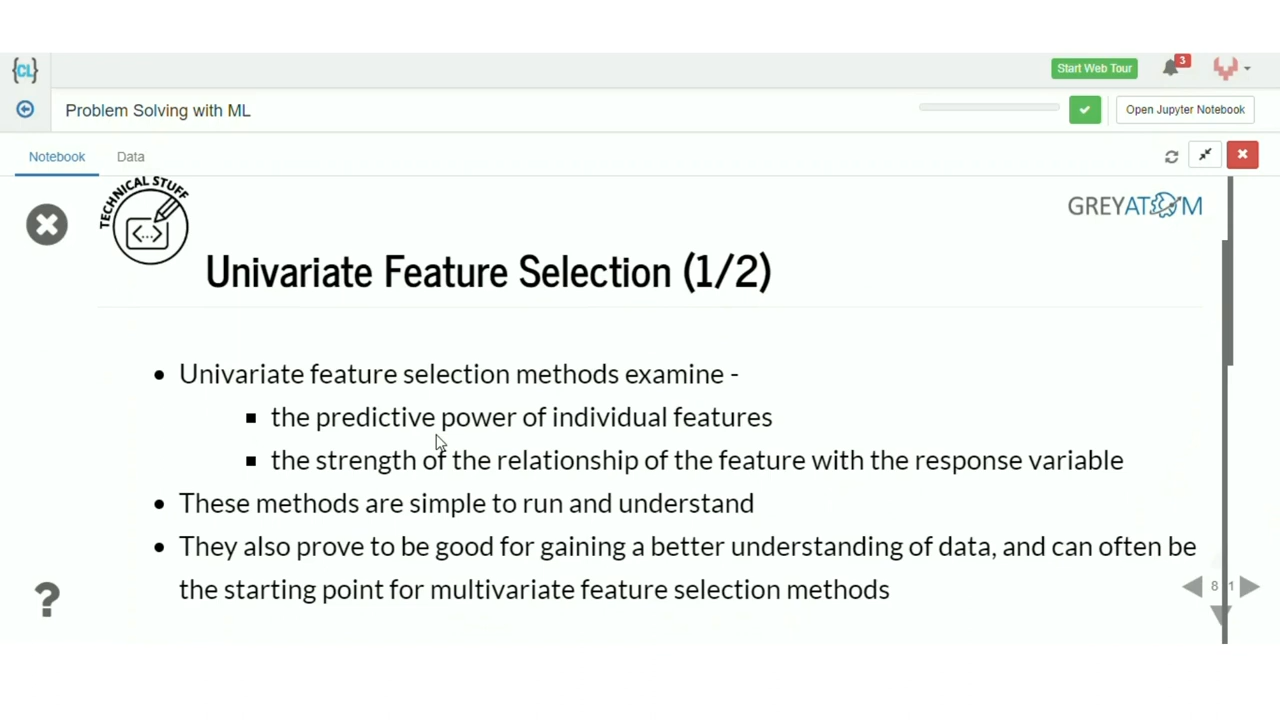 {CL}
Start Web Tour
3
Problem Solving with ML
Open Jupyter Notebook
Notebook
Data
TECHNICAL STUFF
<...>
GREYATOM
Univariate Feature Selection (1/2)
• Univariate feature selection methods examine -
▪ the predictive power of individual features
▪ the strength of the relationship of the feature with the response variable
• These methods are simple to run and understand
• They also prove to be good for gaining a better understanding of data, and can often be
the starting point for multivariate feature selection methods
?
8 1